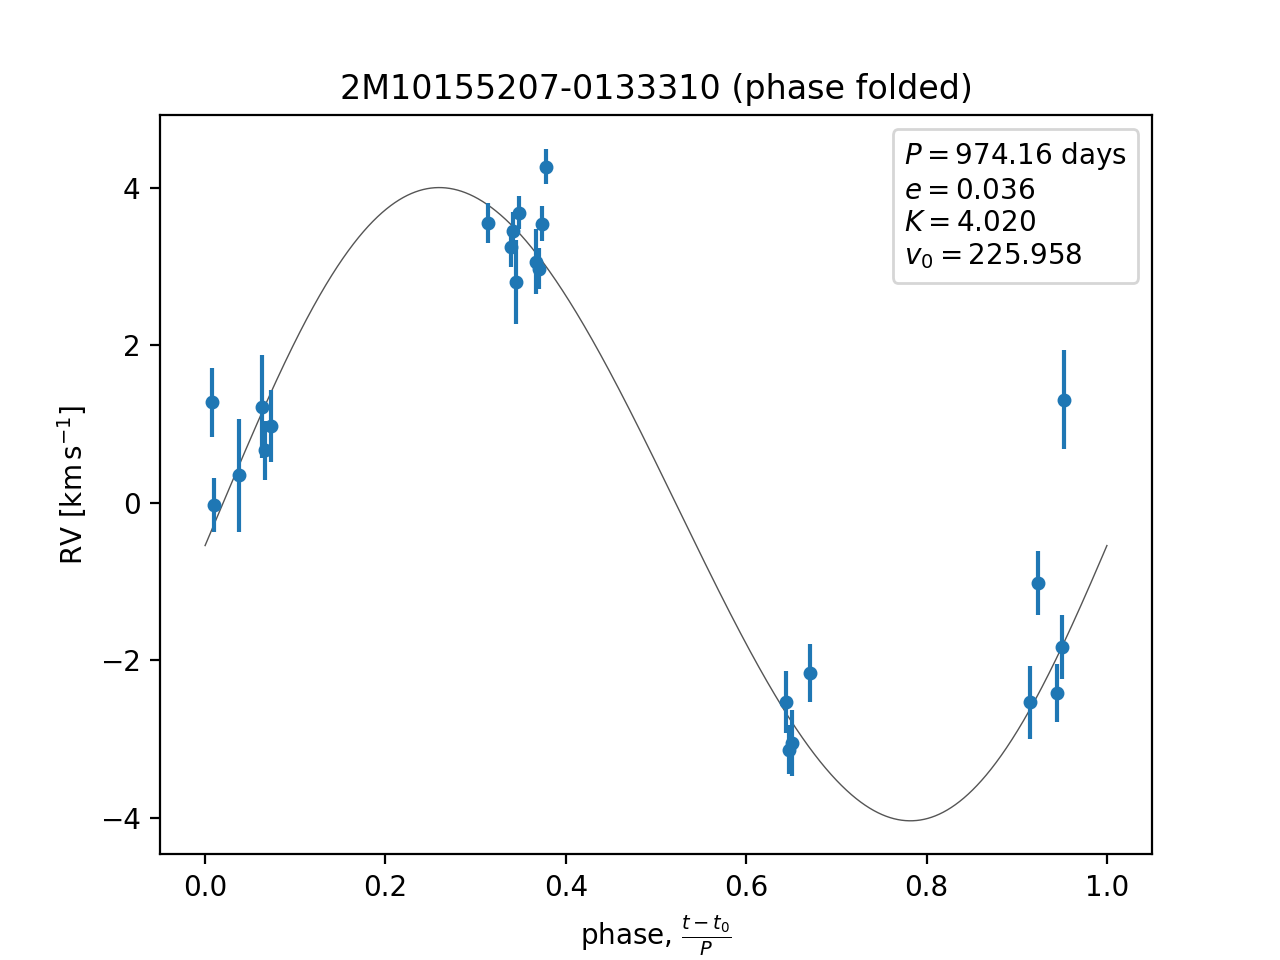 2M10155207-0133310 (phase folded)
P = 974.16 days
e = 0.036
K = 4.020
v₀ = 225.958
4
2
0
−2
−4
RV [km s⁻¹]
0.0 0.2 0.4 0.6 0.8 1.0
phase, (t − t₀)/P